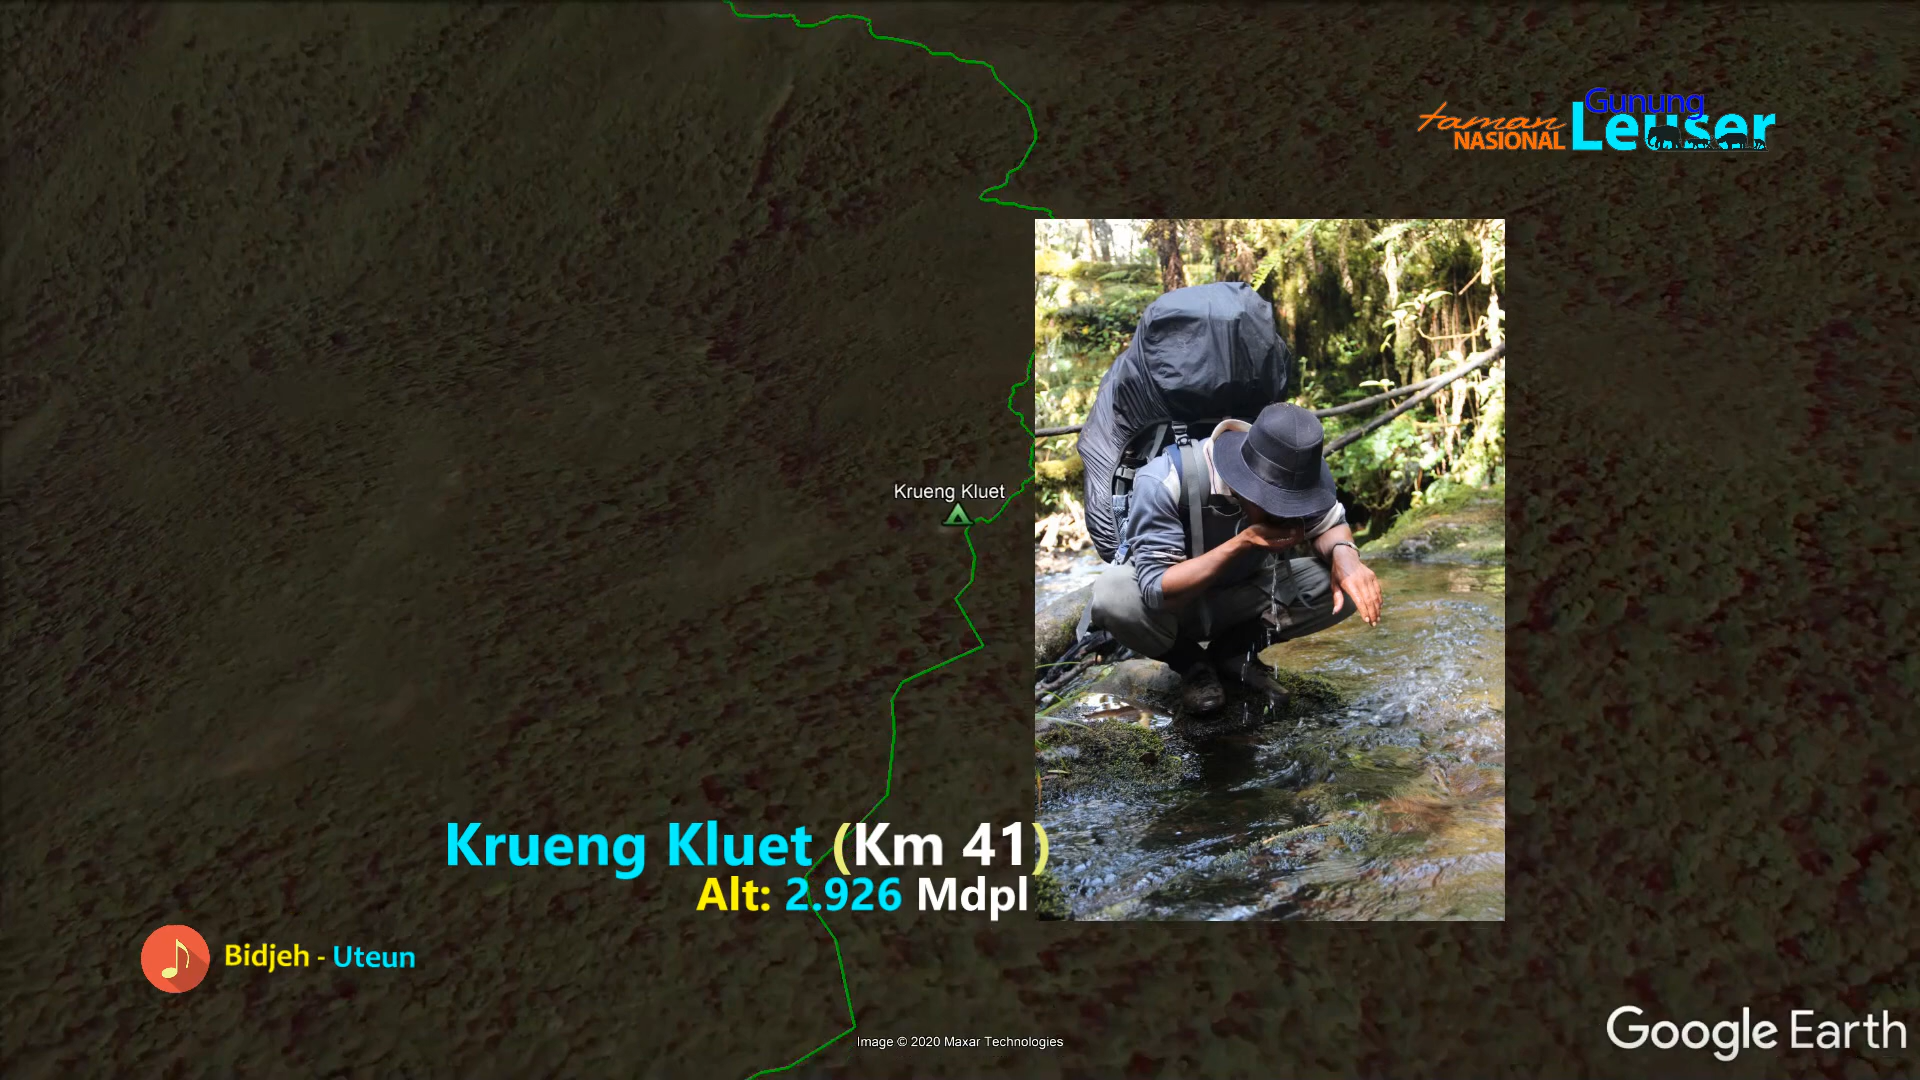 Gunung
taman
NASIONAL
Leuser
Krueng Kluet
Krueng Kluet (Km 41)
Alt: 2.926 Mdpl
Bidjeh - Uteun
Image © 2020 Maxar Technologies
Google Earth